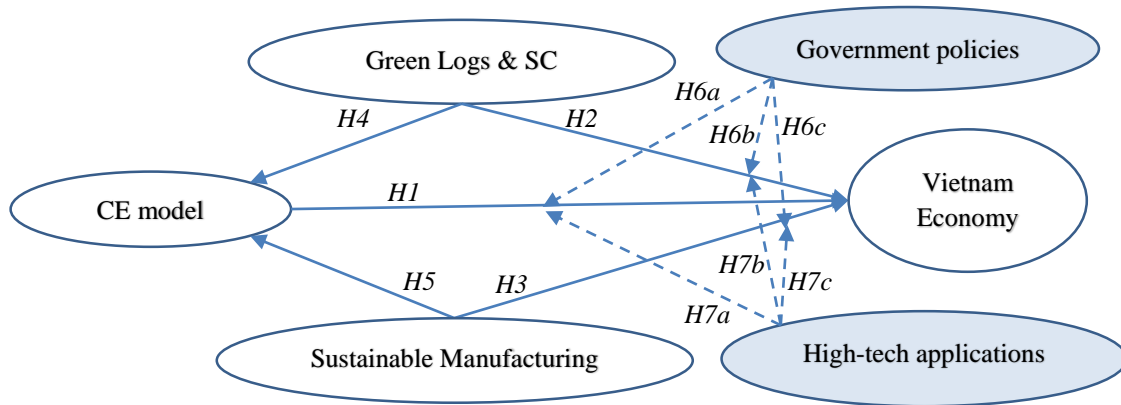 Government policies
Green Logs & SC
H6a
H4
H2
H6b
H6c
Vietnam
Economy
CE model
H1
H7b
H7c
H5
H3
H7a
Sustainable Manufacturing
High-tech applications